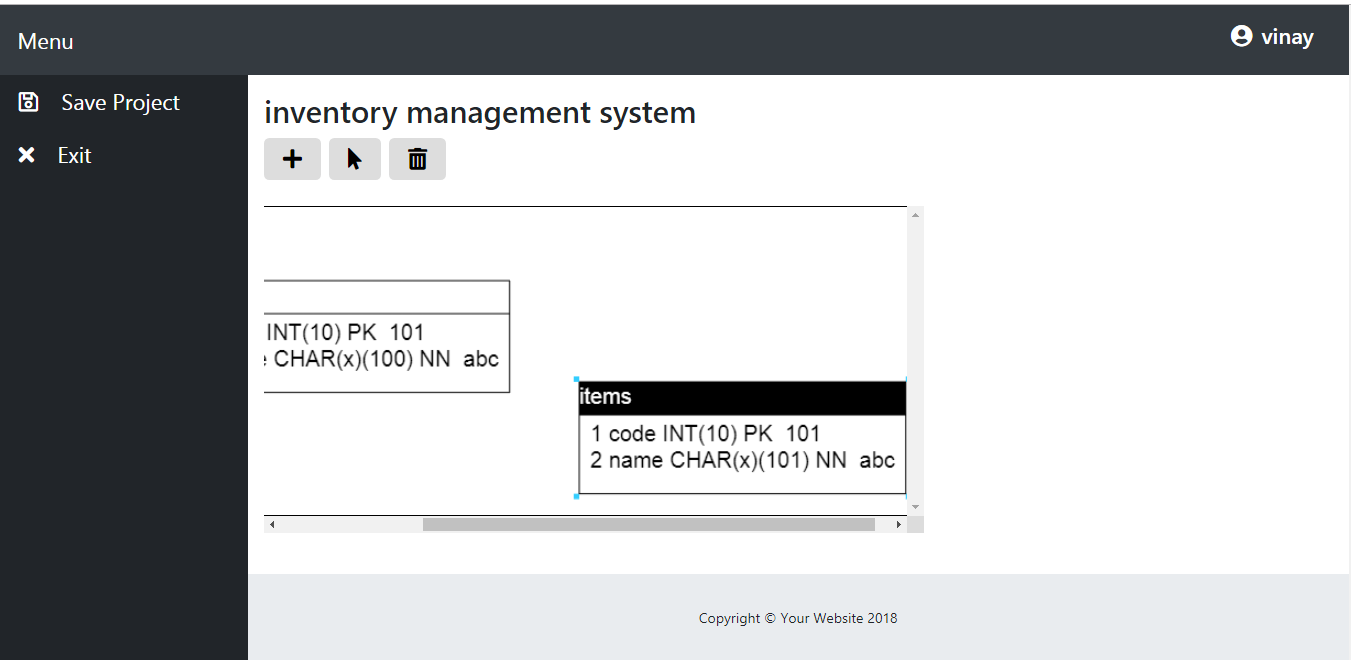 Menu
vinay
Save Project
Exit
inventory management system
INT(10) PK 101
CHAR(x)(100) NN abc
items
1 code INT(10) PK 101
2 name CHAR(x)(101) NN abc
Copyright © Your Website 2018